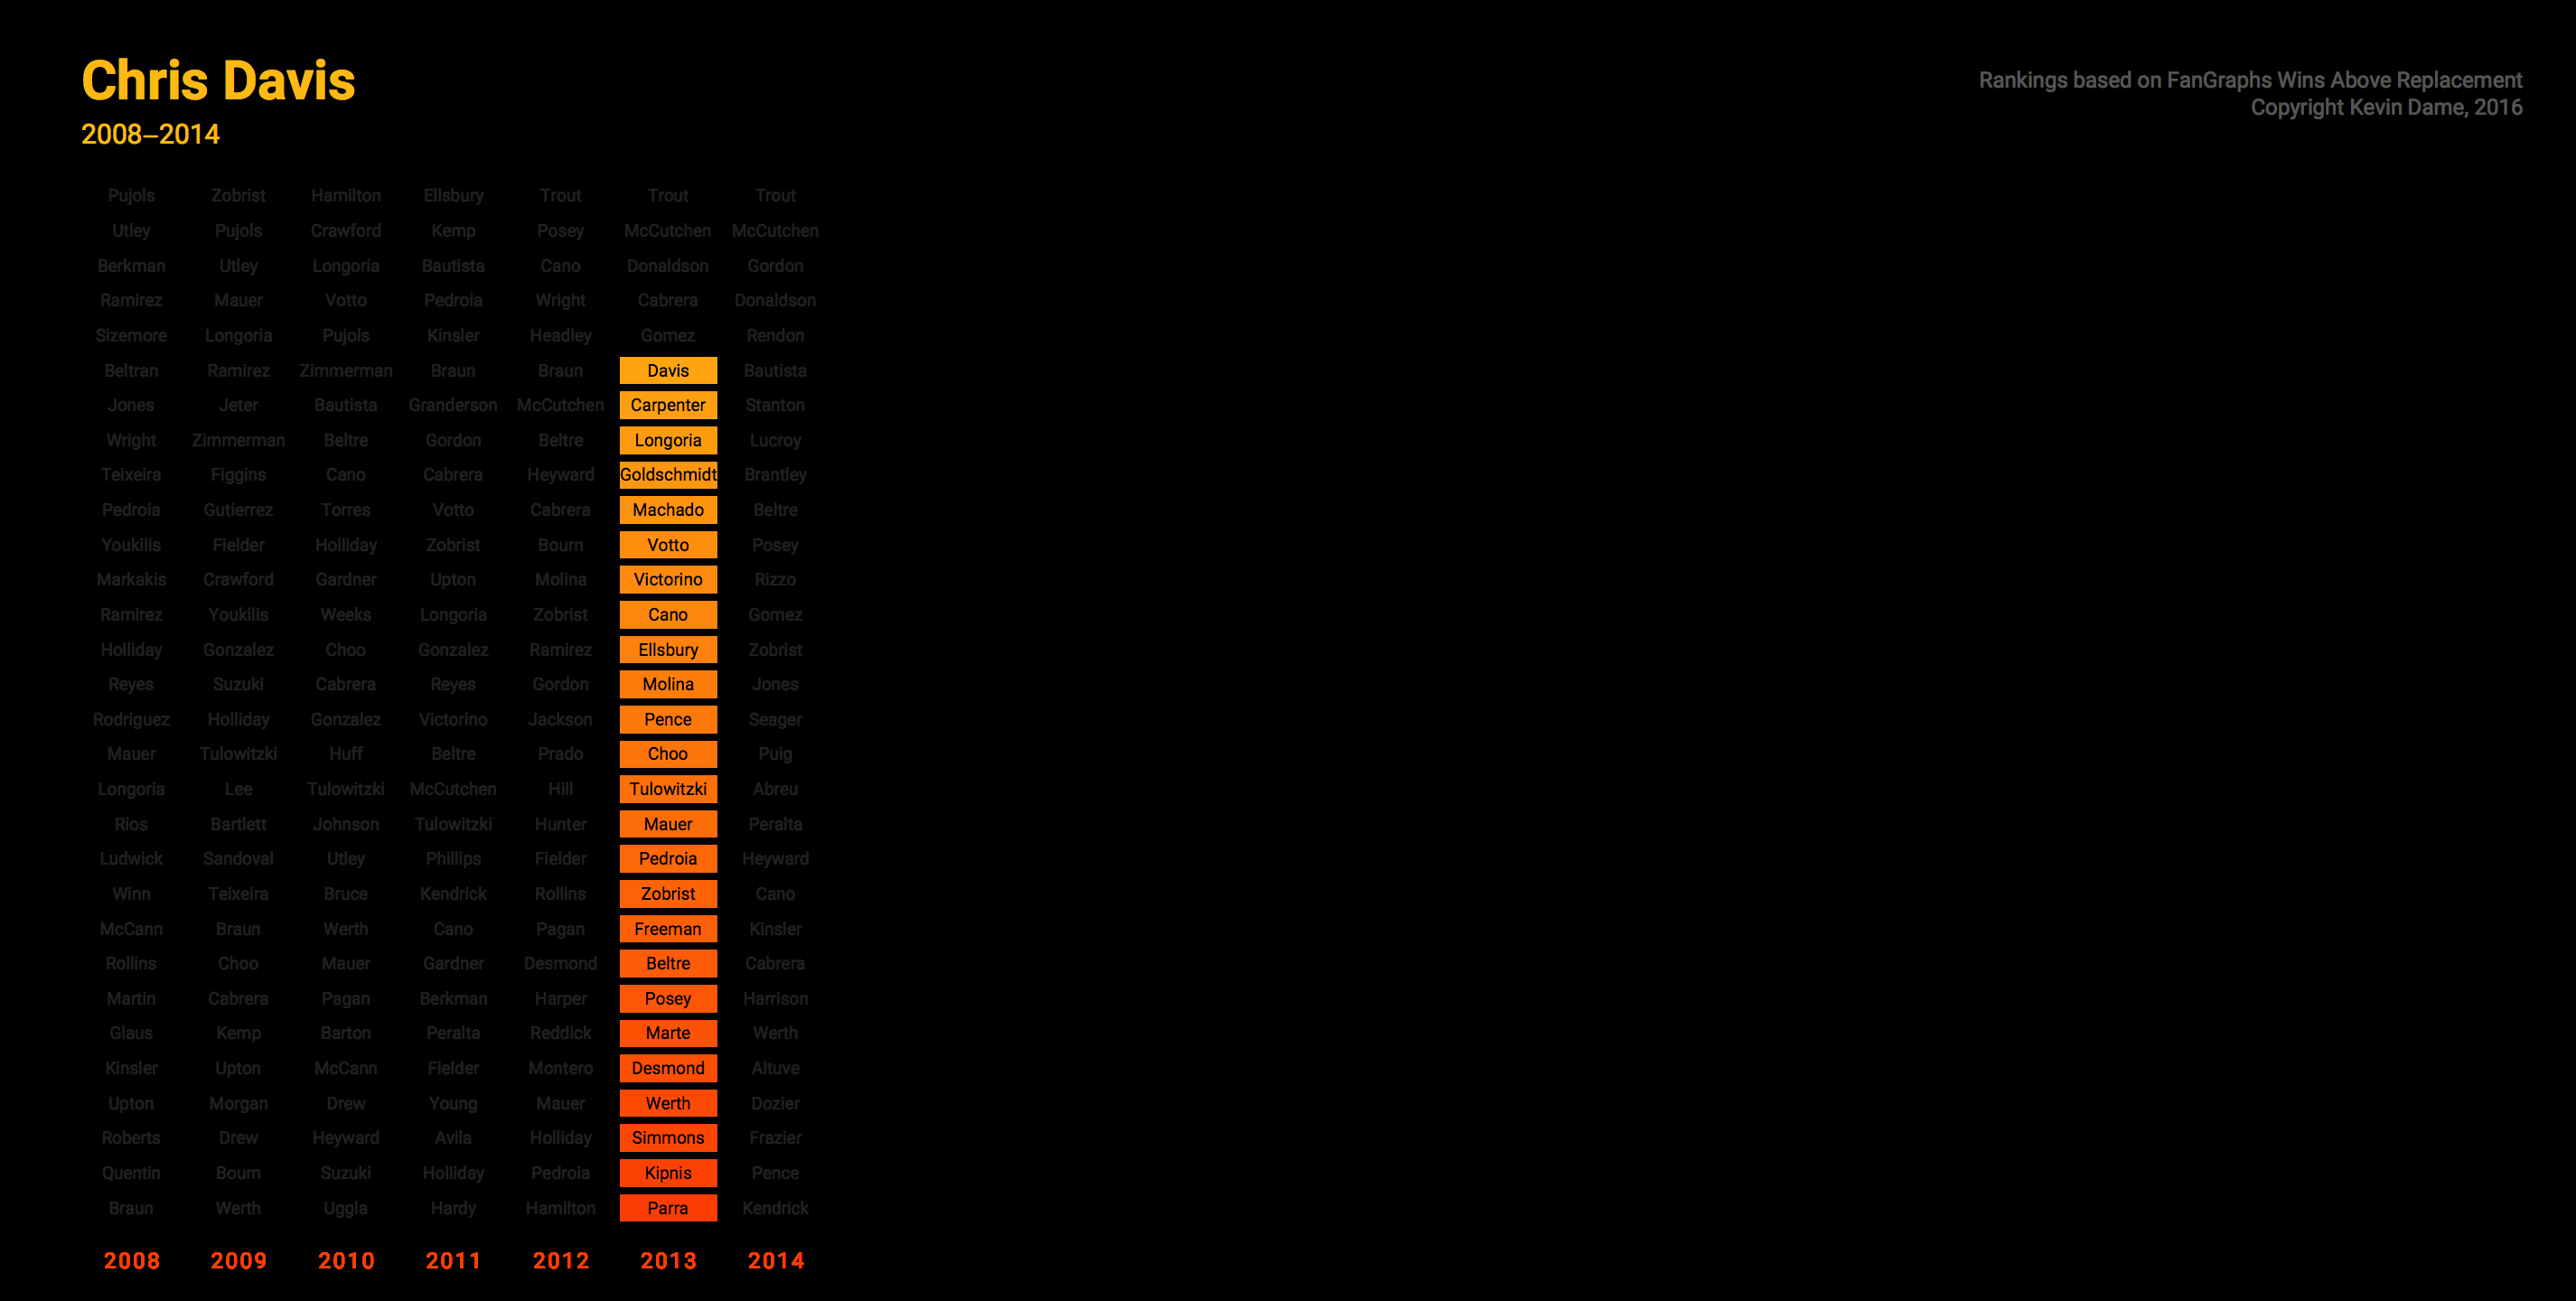 Chris Davis
2008–2014
Rankings based on FanGraphs Wins Above Replacement
Copyright Kevin Dame, 2016
Pujols Zobrist Hamilton Ellsbury Trout Trout Trout
Utley Pujols Crawford Kemp Posey McCutchen McCutchen
Berkman Utley Longoria Bautista Cano Donaldson Gordon
Ramirez Mauer Votto Pedroia Wright Cabrera Donaldson
Sizemore Longoria Pujols Kinsler Headley Gomez Rendon
Beltran Ramirez Zimmerman Braun Braun Davis Bautista
Jones Jeter Bautista Granderson McCutchen Carpenter Stanton
Wright Zimmerman Beltre Gordon Beltre Longoria Lucroy
Teixeira Figgins Cano Cabrera Heyward Goldschmidt Brantley
Pedroia Gutierrez Torres Votto Cabrera Machado Beltre
Youkilis Fielder Holliday Zobrist Bourn Votto Posey
Markakis Crawford Gardner Upton Molina Victorino Rizzo
Ramirez Youkilis Weeks Longoria Zobrist Cano Gomez
Holliday Gonzalez Choo Gonzalez Ramirez Ellsbury Zobrist
Reyes Suzuki Cabrera Reyes Gordon Molina Jones
Rodriguez Holliday Gonzalez Victorino Jackson Pence Seager
Mauer Tulowitzki Huff Beltre Prado Choo Puig
Longoria Lee Tulowitzki McCutchen Hill Tulowitzki Abreu
Rios Bartlett Johnson Tulowitzki Hunter Mauer Peralta
Ludwick Sandoval Utley Phillips Fielder Pedroia Heyward
Winn Teixeira Bruce Kendrick Rollins Zobrist Cano
McCann Braun Werth Cano Pagan Freeman Kinsler
Rollins Choo Mauer Gardner Desmond Beltre Cabrera
Martin Cabrera Pagan Berkman Harper Posey Harrison
Glaus Kemp Barton Peralta Reddick Marte Werth
Kinsler Upton McCann Fielder Montero Desmond Altuve
Upton Morgan Drew Young Mauer Werth Dozier
Roberts Drew Heyward Avila Holliday Simmons Frazier
Quentin Bourn Suzuki Holliday Pedroia Kipnis Pence
Braun Werth Uggla Hardy Hamilton Parra Kendrick
2008 2009 2010 2011 2012 2013 2014